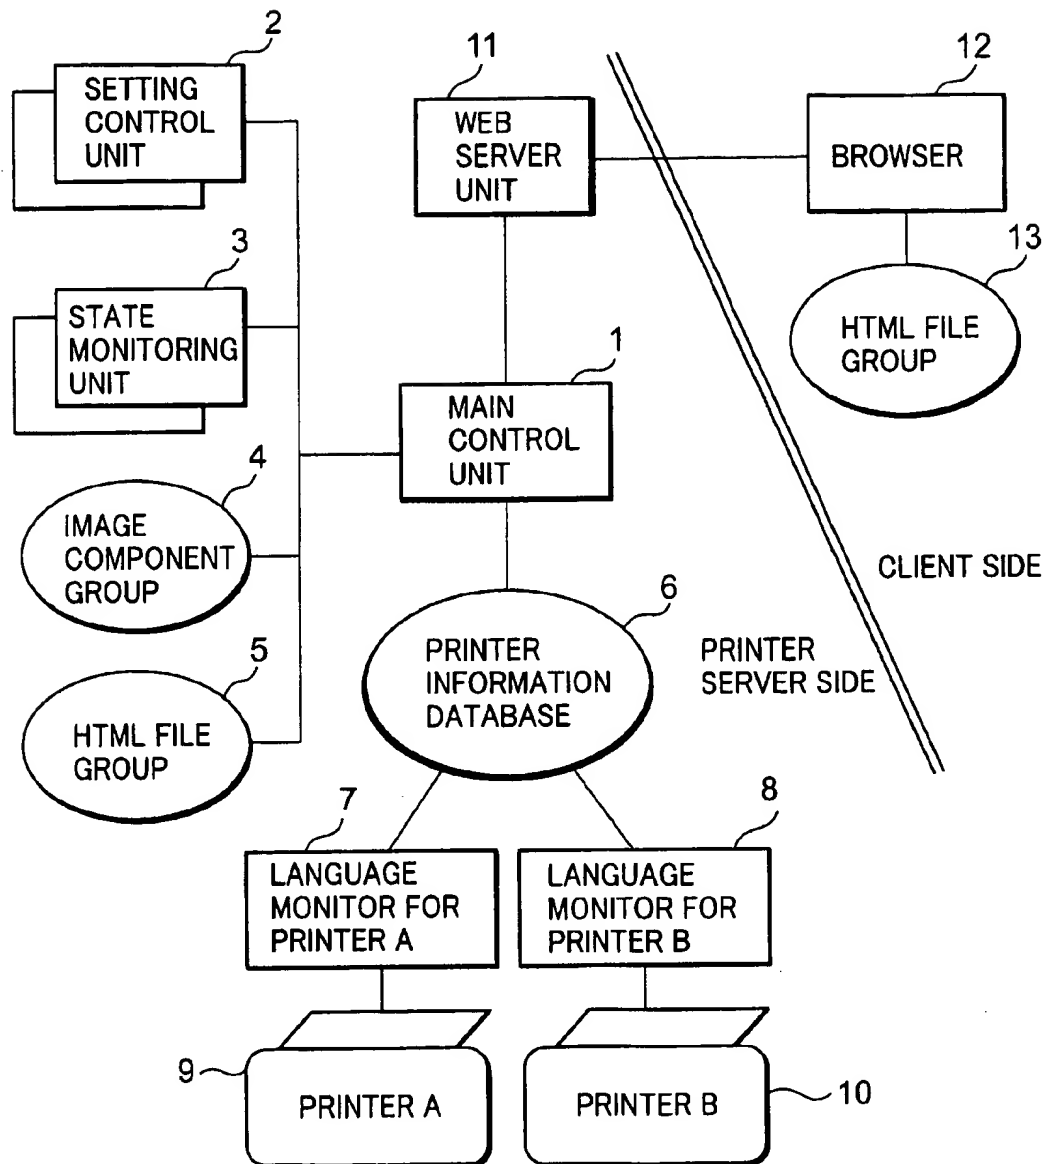 2
SETTING
CONTROL
UNIT
11
WEB
SERVER
UNIT
12
BROWSER
13
HTML FILE
GROUP
3
STATE
MONITORING
UNIT
1
MAIN
CONTROL
UNIT
4
IMAGE
COMPONENT
GROUP
CLIENT SIDE
5
HTML FILE
GROUP
6
PRINTER
INFORMATION
DATABASE
PRINTER
SERVER SIDE
7
LANGUAGE
MONITOR FOR
PRINTER A
8
LANGUAGE
MONITOR FOR
PRINTER B
9
PRINTER A
PRINTER B
10